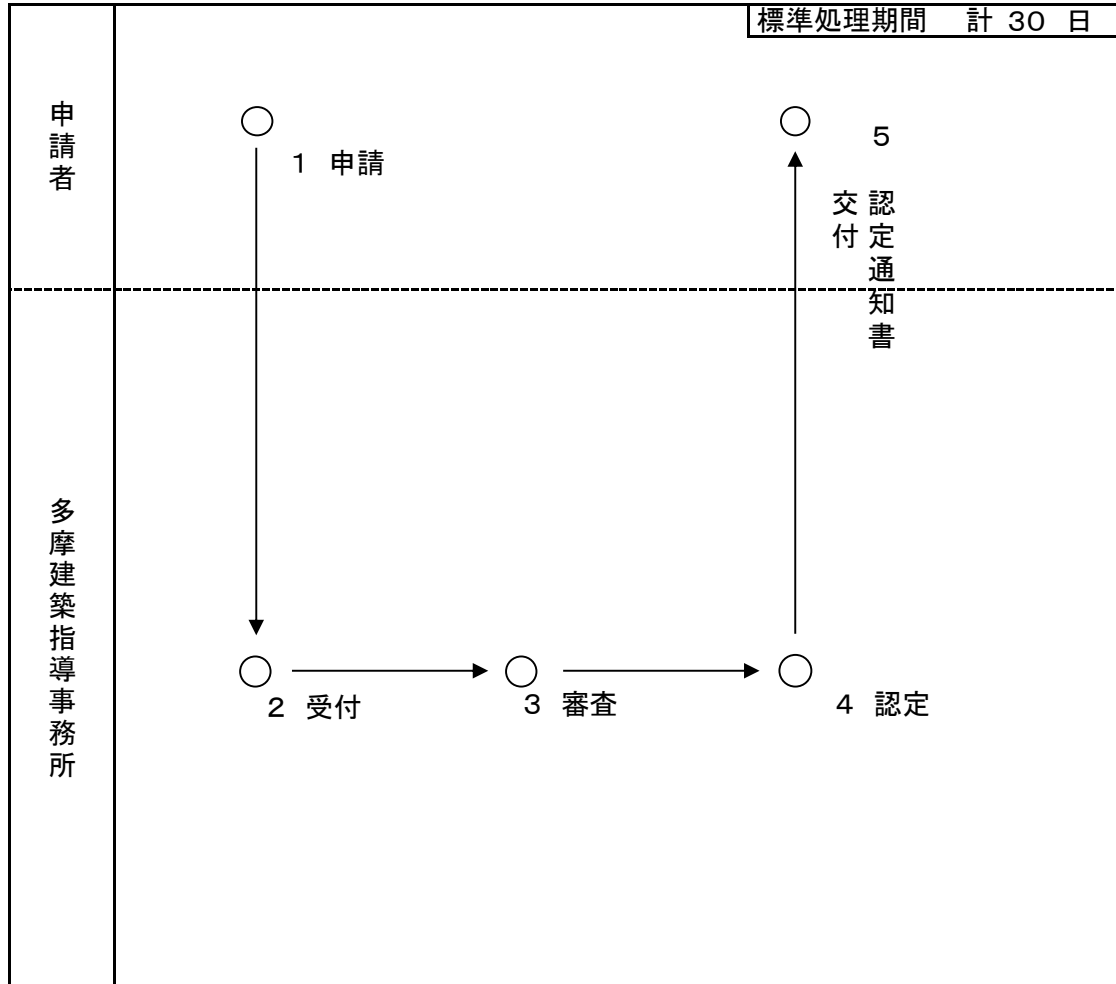 標準処理期間 計 30 日
申請者
1 申請
5
認定通知書
交付
多摩建築指導事務所
2 受付
3 審査
4 認定